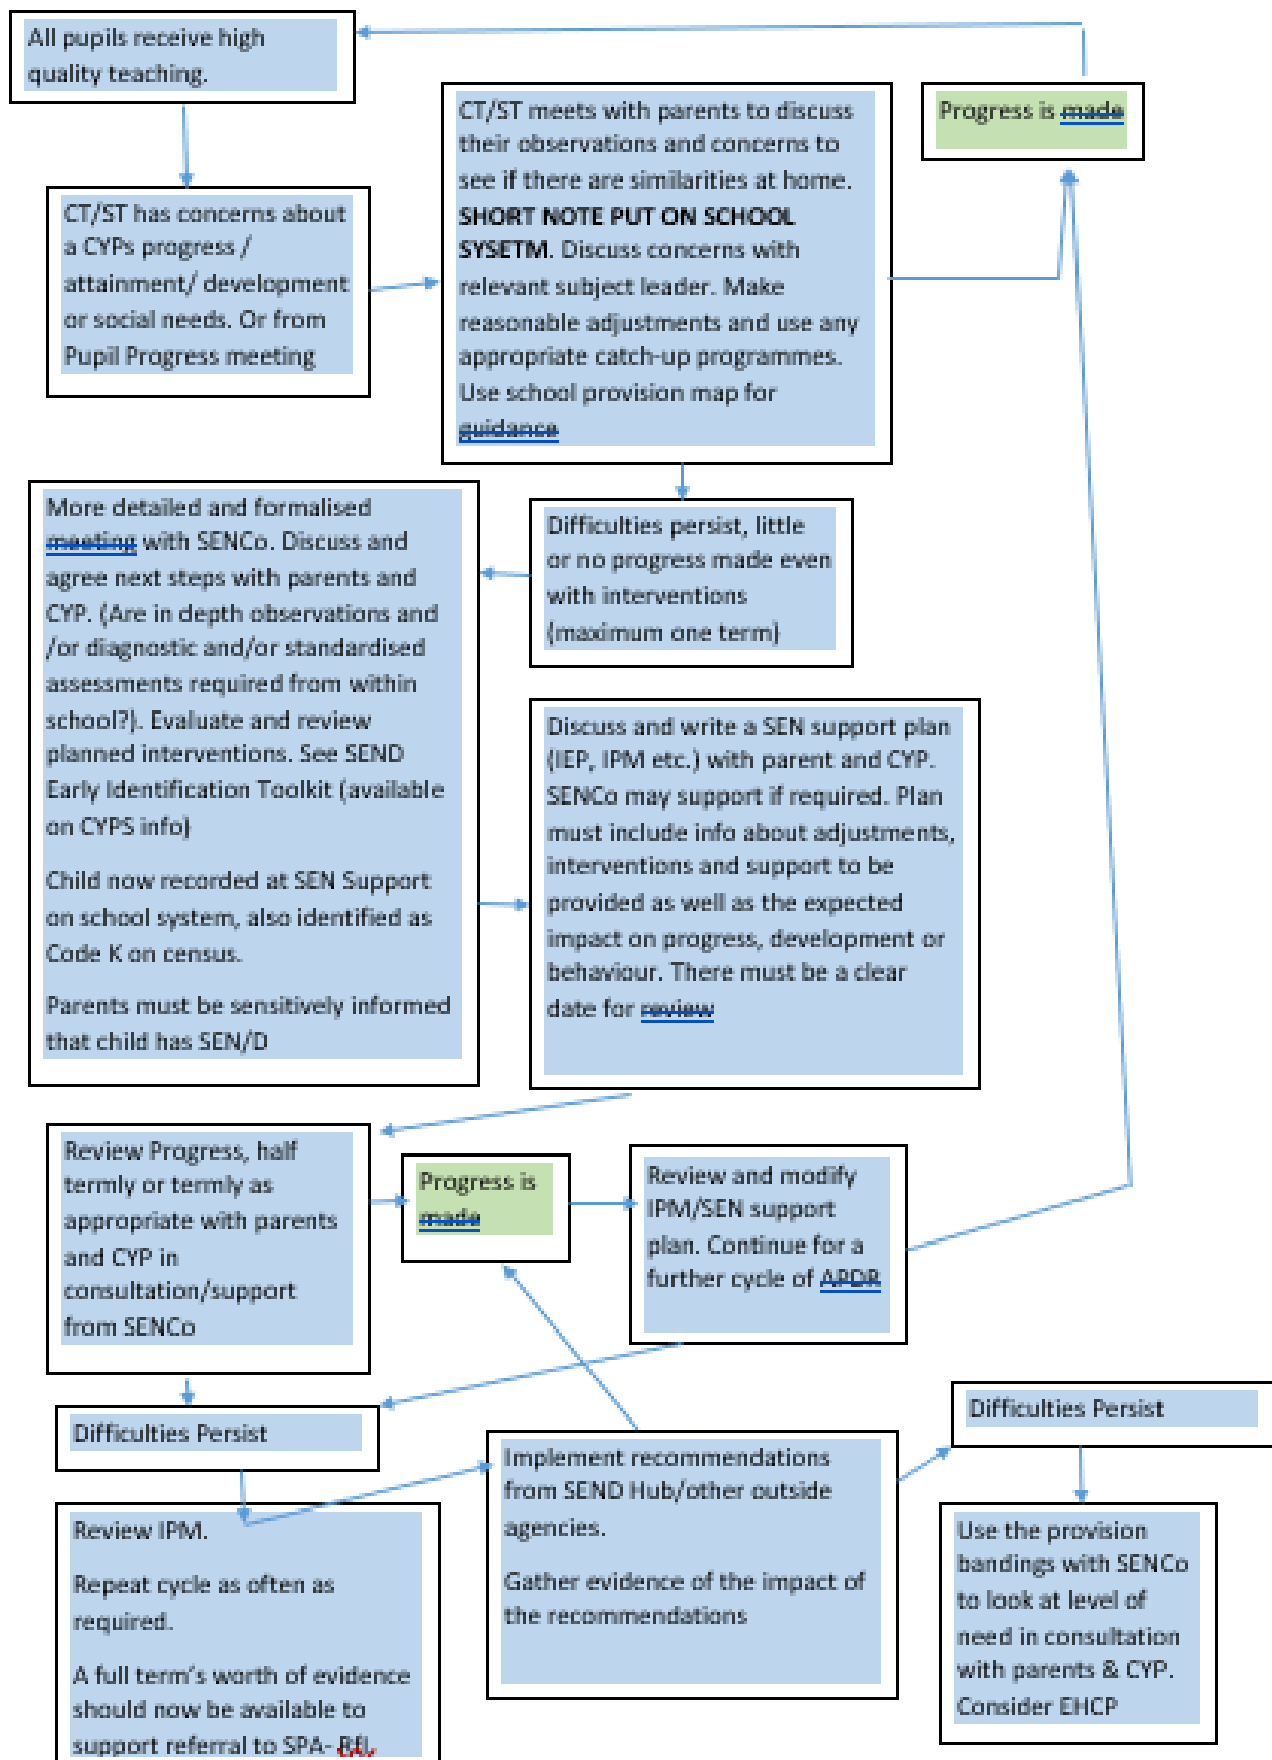 All pupils receive high
quality teaching.
CT/ST has concerns about
a CYPs progress /
attainment/ development
or social needs. Or from
Pupil Progress meeting
CT/ST meets with parents to discuss
their observations and concerns to
see if there are similarities at home.
SHORT NOTE PUT ON SCHOOL
SYSETM. Discuss concerns with
relevant subject leader. Make
reasonable adjustments and use any
appropriate catch-up programmes.
Use school provision map for
guidance
Progress is made
Difficulties persist, little
or no progress made even
with interventions
(maximum one term)
More detailed and formalised
meeting with SENCo. Discuss and
agree next steps with parents and
CYP. (Are in depth observations and
/or diagnostic and/or standardised
assessments required from within
school?). Evaluate and review
planned interventions. See SEND
Early Identification Toolkit (available
on CYPS info)
Child now recorded at SEN Support
on school system, also identified as
Code K on census.
Parents must be sensitively informed
that child has SEN/D
Discuss and write a SEN support plan
(IEP, IPM etc.) with parent and CYP.
SENCo may support if required. Plan
must include info about adjustments,
interventions and support to be
provided as well as the expected
impact on progress, development or
behaviour. There must be a clear
date for review
Review Progress, half
termly or termly as
appropriate with parents
and CYP in
consultation/support
from SENCo
Progress is
made
Review and modify
IPM/SEN support
plan. Continue for a
further cycle of APDR
Difficulties Persist
Review IPM.
Repeat cycle as often as
required.
A full term's worth of evidence
should now be available to
support referral to SPA- RfI,
Implement recommendations
from SEND Hub/other outside
agencies.
Gather evidence of the impact of
the recommendations
Difficulties Persist
Use the provision
bandings with SENCo
to look at level of
need in consultation
with parents & CYP.
Consider EHCP